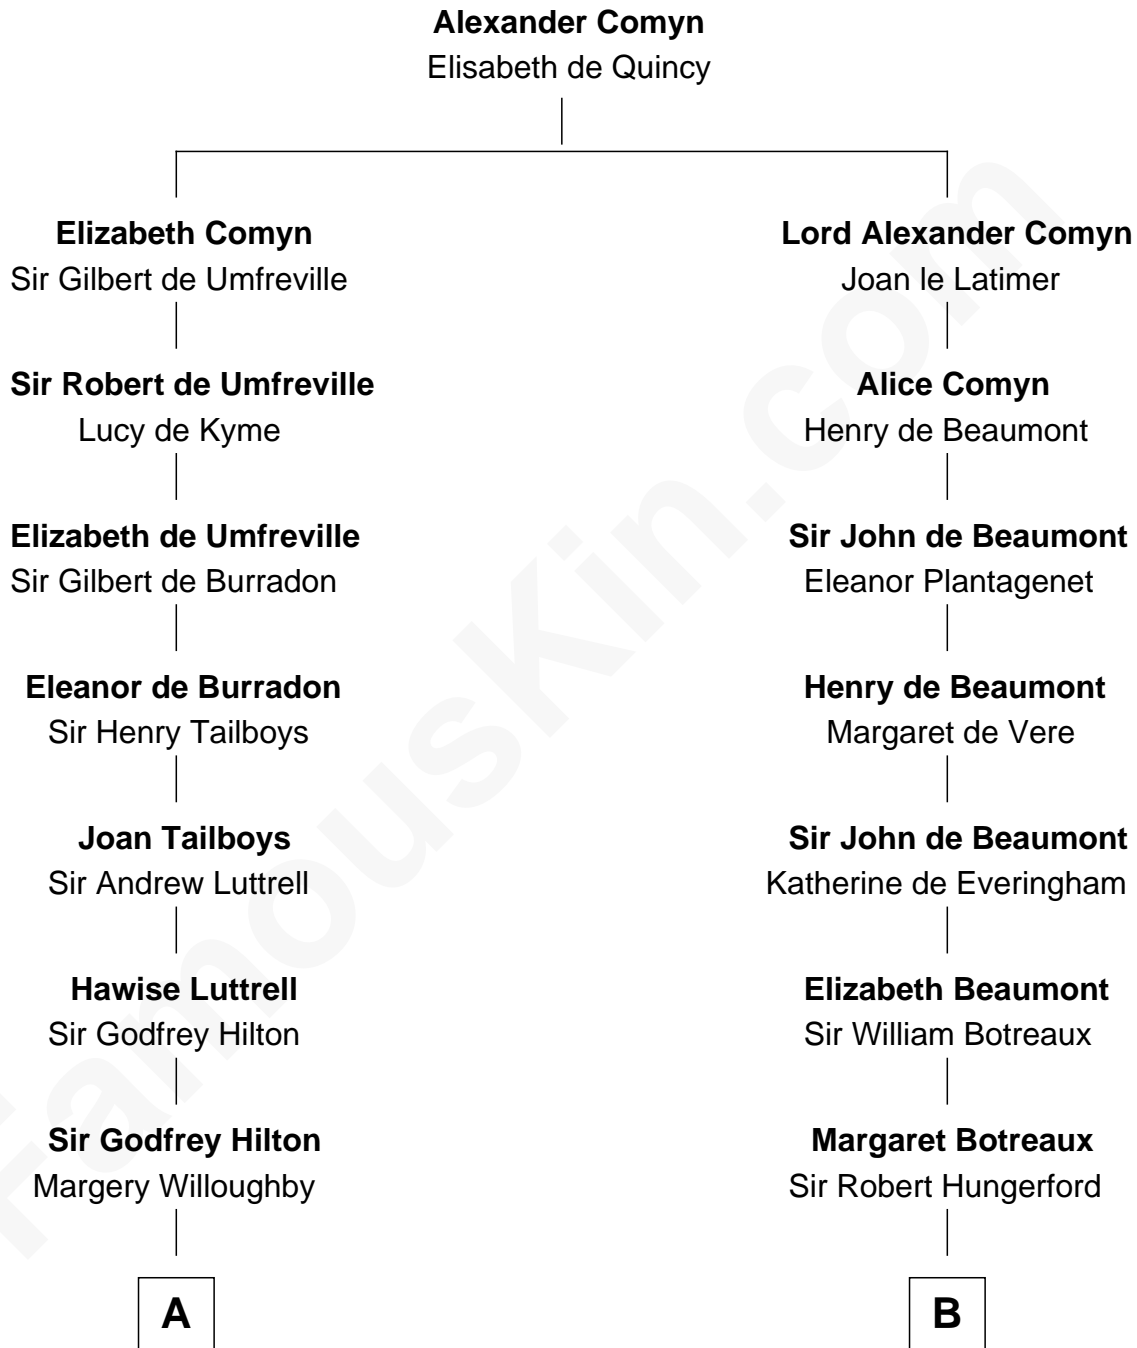 Alexander Comyn
Elisabeth de Quincy
Elizabeth Comyn
Sir Gilbert de Umfreville
Lord Alexander Comyn
Joan le Latimer
Sir Robert de Umfreville
Lucy de Kyme
Alice Comyn
Henry de Beaumont
Elizabeth de Umfreville
Sir Gilbert de Burradon
Sir John de Beaumont
Eleanor Plantagenet
Eleanor de Burradon
Sir Henry Tailboys
Henry de Beaumont
Margaret de Vere
Joan Tailboys
Sir Andrew Luttrell
Sir John de Beaumont
Katherine de Everingham
Hawise Luttrell
Sir Godfrey Hilton
Elizabeth Beaumont
Sir William Botreaux
Sir Godfrey Hilton
Margery Willoughby
Margaret Botreaux
Sir Robert Hungerford
A
B
FamousKin.com